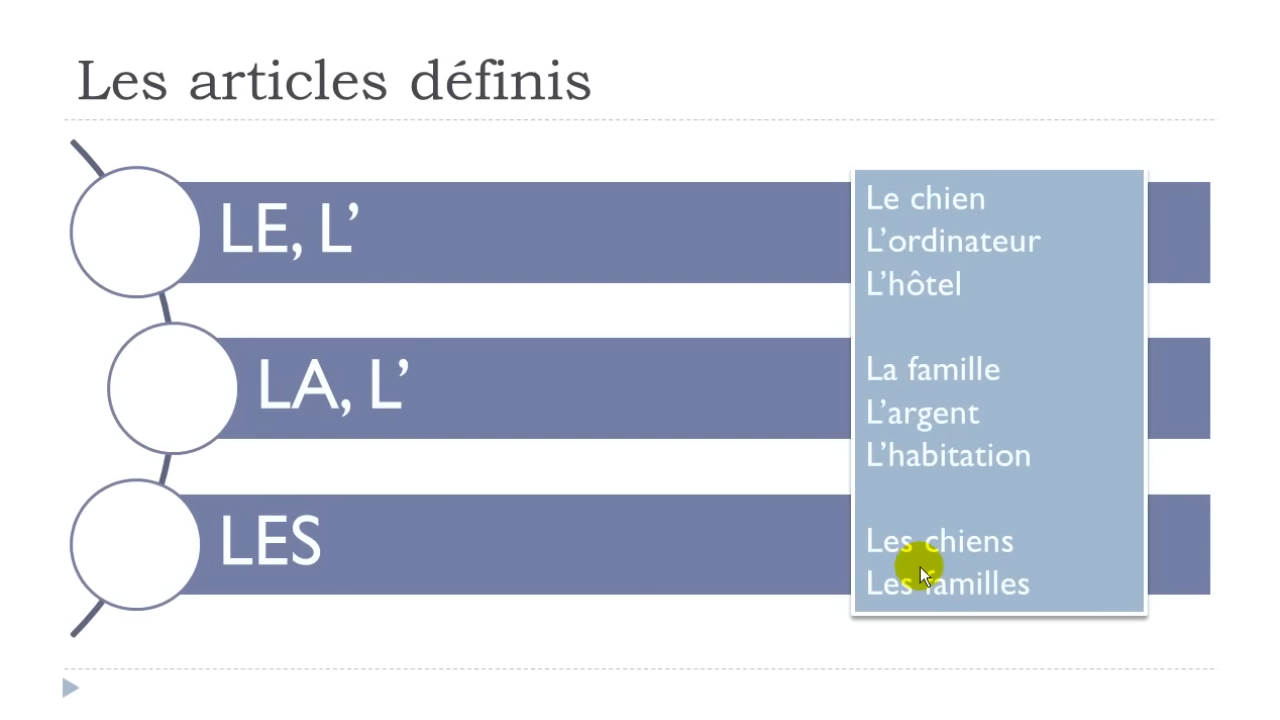 Les articles définis
LE, L’
LA, L’
LES
Le chien
L’ordinateur
L’hôtel
La famille
L’argent
L’habitation
Les chiens
Les familles